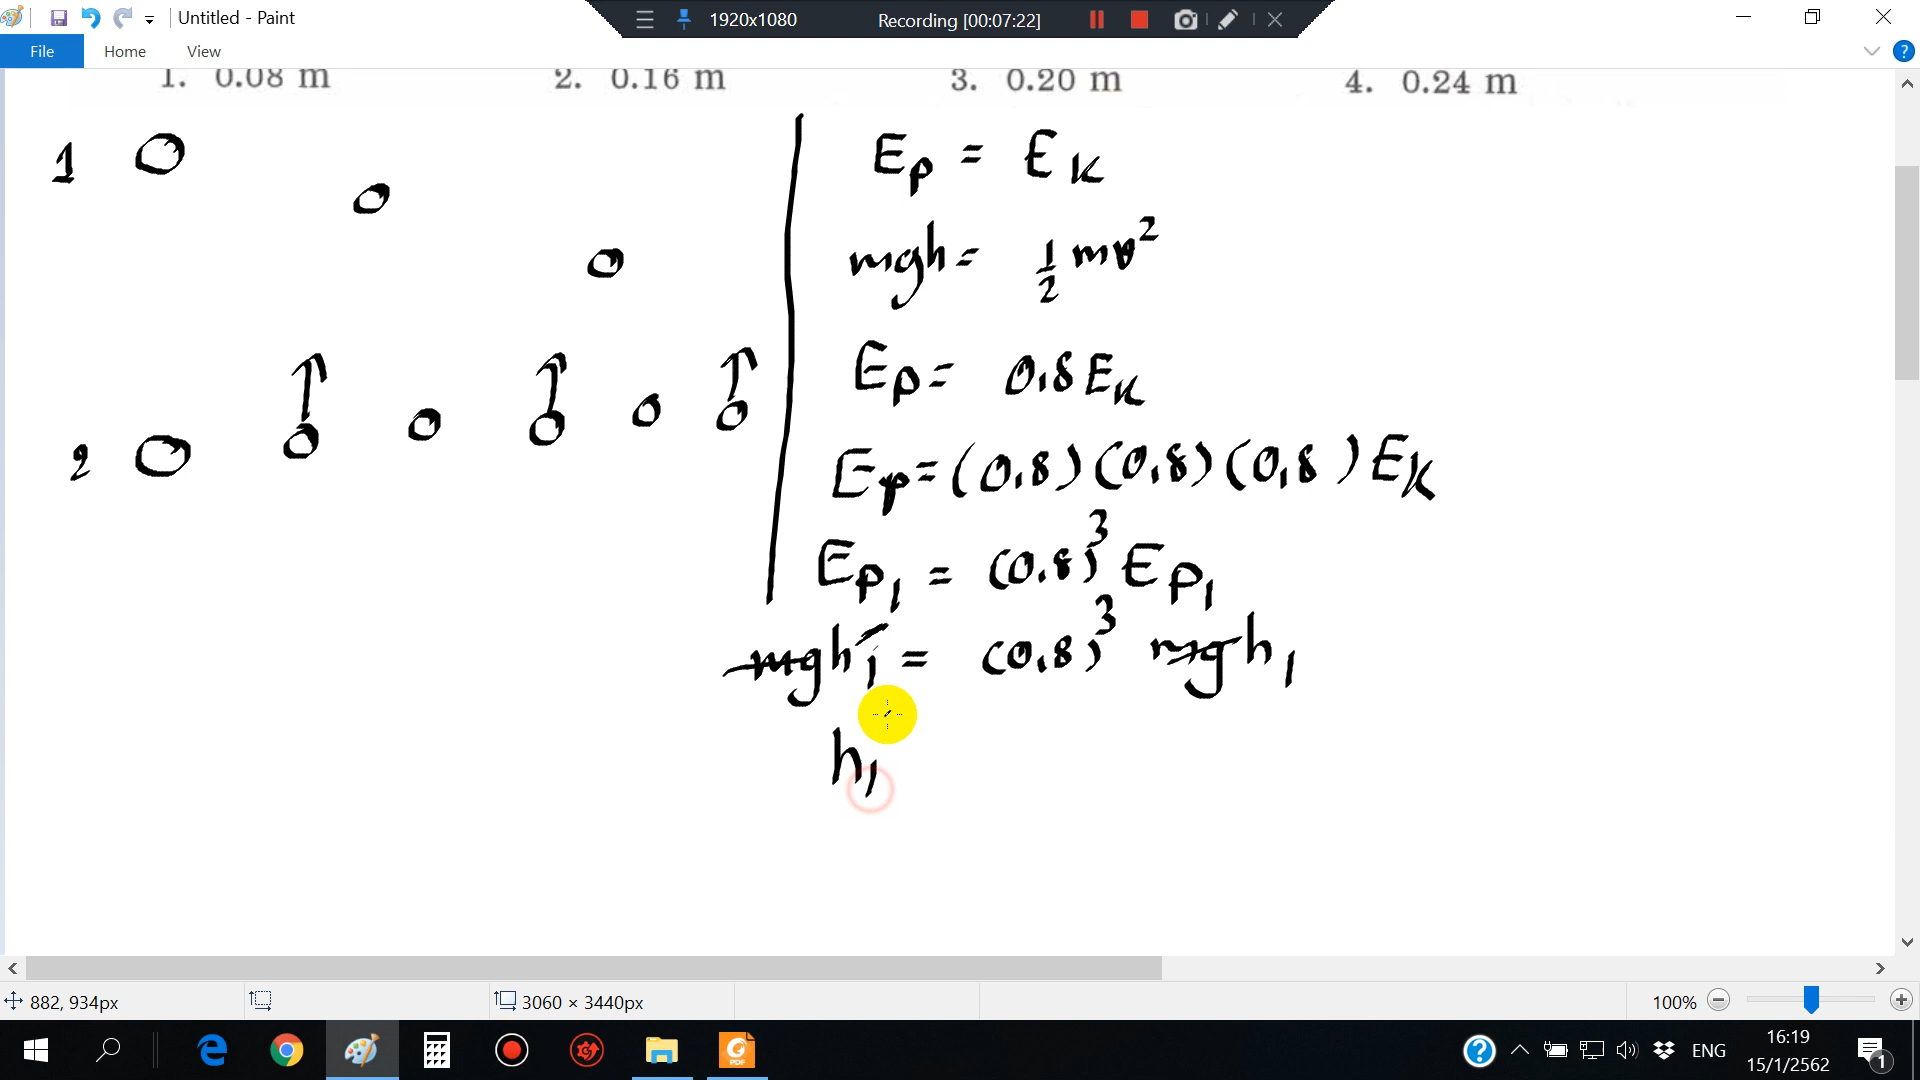 Untitled - Paint
1920x1080
Recording [00:07:22]
File
Home
View
1. 0.08 m
2. 0.16 m
3. 0.20 m
4. 0.24 m
1
Ep = Ek
mgh = 1/2 mv²
Ep = 0.8 Ek
2
Ep = (0.8)(0.8)(0.8) Ek
Ep₁ = (0.8)³ Ep₁
mgh₁' = (0.8)³ mgh₁
h₁
882, 934px
3060 × 3440px
100%
PDF
ENG
16:19
15/1/2562
1